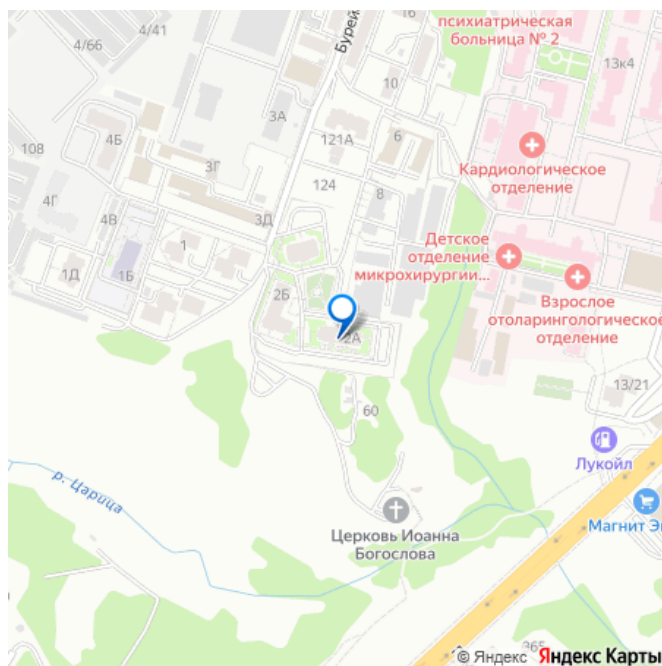 4/41
4/66
16
психиатрическая
больница № 2
Бурей
13к4
10
3А
4Б
121А
6
108
3Г
Кардиологическое
отделение
124
8
4Г
4В
3Д
1
Детское
отделение
микрохирургии...
1Д
1Б
2Б
Взрослое
отоларингологическое
отделение
2А
13/21
60
Лукойл
р. Царица
Магнит Э
Церковь Иоанна
Богослова
© Яндекс Яндекс Карты